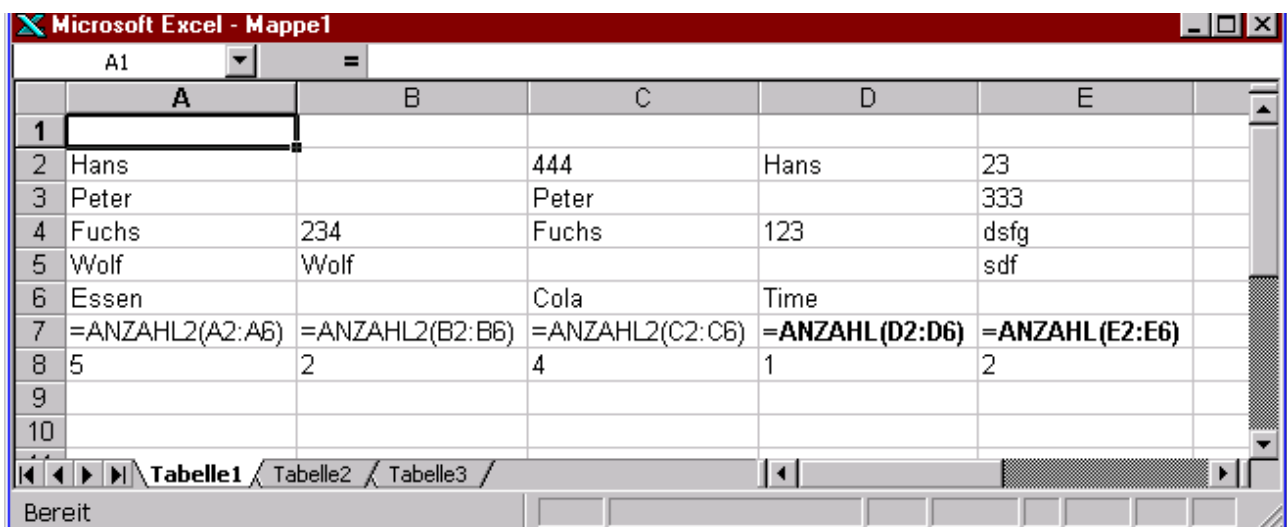 Microsoft Excel - Mappe1
A1 =
A B C D E
1
2 Hans 444 Hans 23
3 Peter Peter 333
4 Fuchs 234 Fuchs 123 dsfg
5 Wolf Wolf sdf
6 Essen Cola Time
7 =ANZAHL2(A2:A6) =ANZAHL2(B2:B6) =ANZAHL2(C2:C6) =ANZAHL(D2:D6) =ANZAHL(E2:E6)
8 5 2 4 1 2
9
10
Tabelle1 Tabelle2 Tabelle3
Bereit